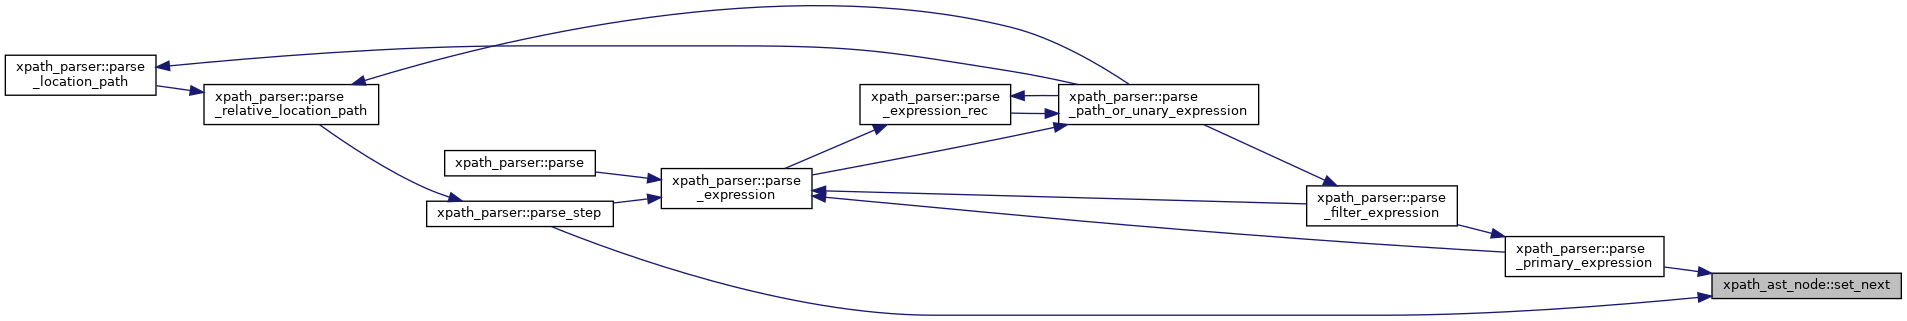 xpath_parser::parse
_location_path
xpath_parser::parse
_relative_location_path
xpath_parser::parse
xpath_parser::parse_step
xpath_parser::parse
_expression
xpath_parser::parse
_expression_rec
xpath_parser::parse
_path_or_unary_expression
xpath_parser::parse
_filter_expression
xpath_parser::parse
_primary_expression
xpath_ast_node::set_next